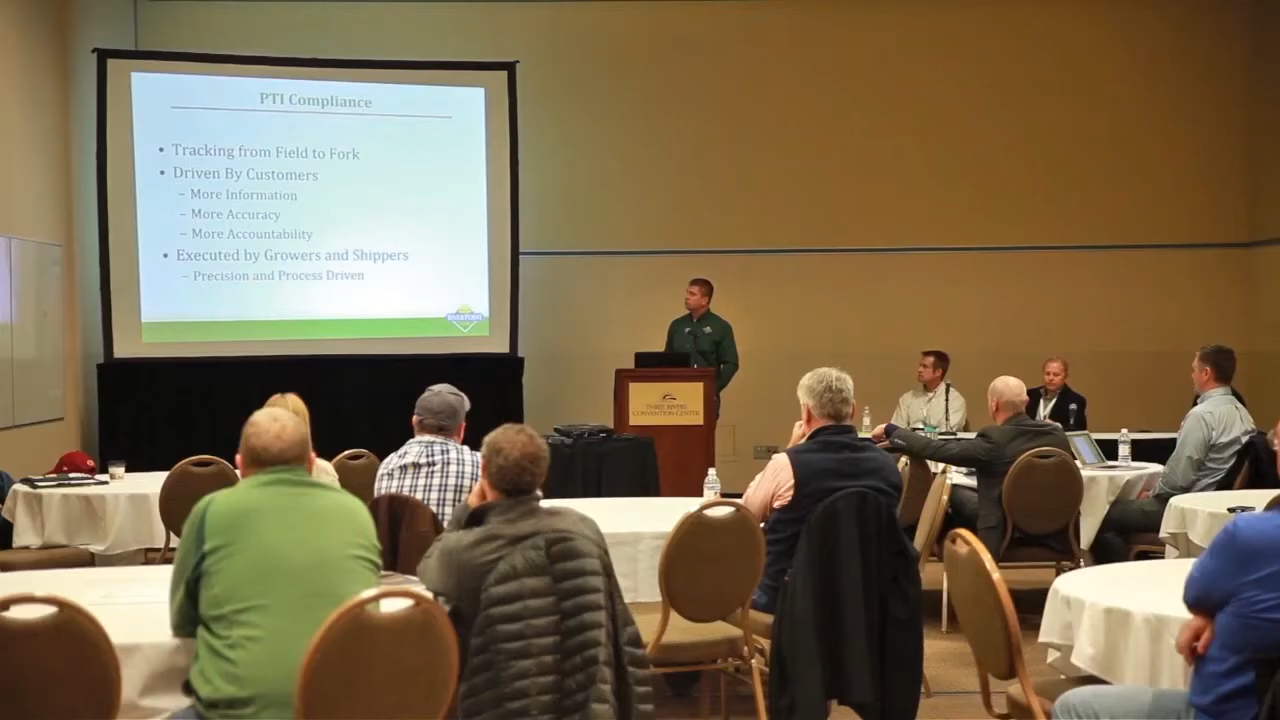 PTI Compliance
• Tracking from Field to Fork
• Driven By Customers
– More Information
– More Accuracy
– More Accountability
• Executed by Growers and Shippers
– Precision and Process Driven
RIVERPOINT
THREE RIVERS
CONVENTION CENTER